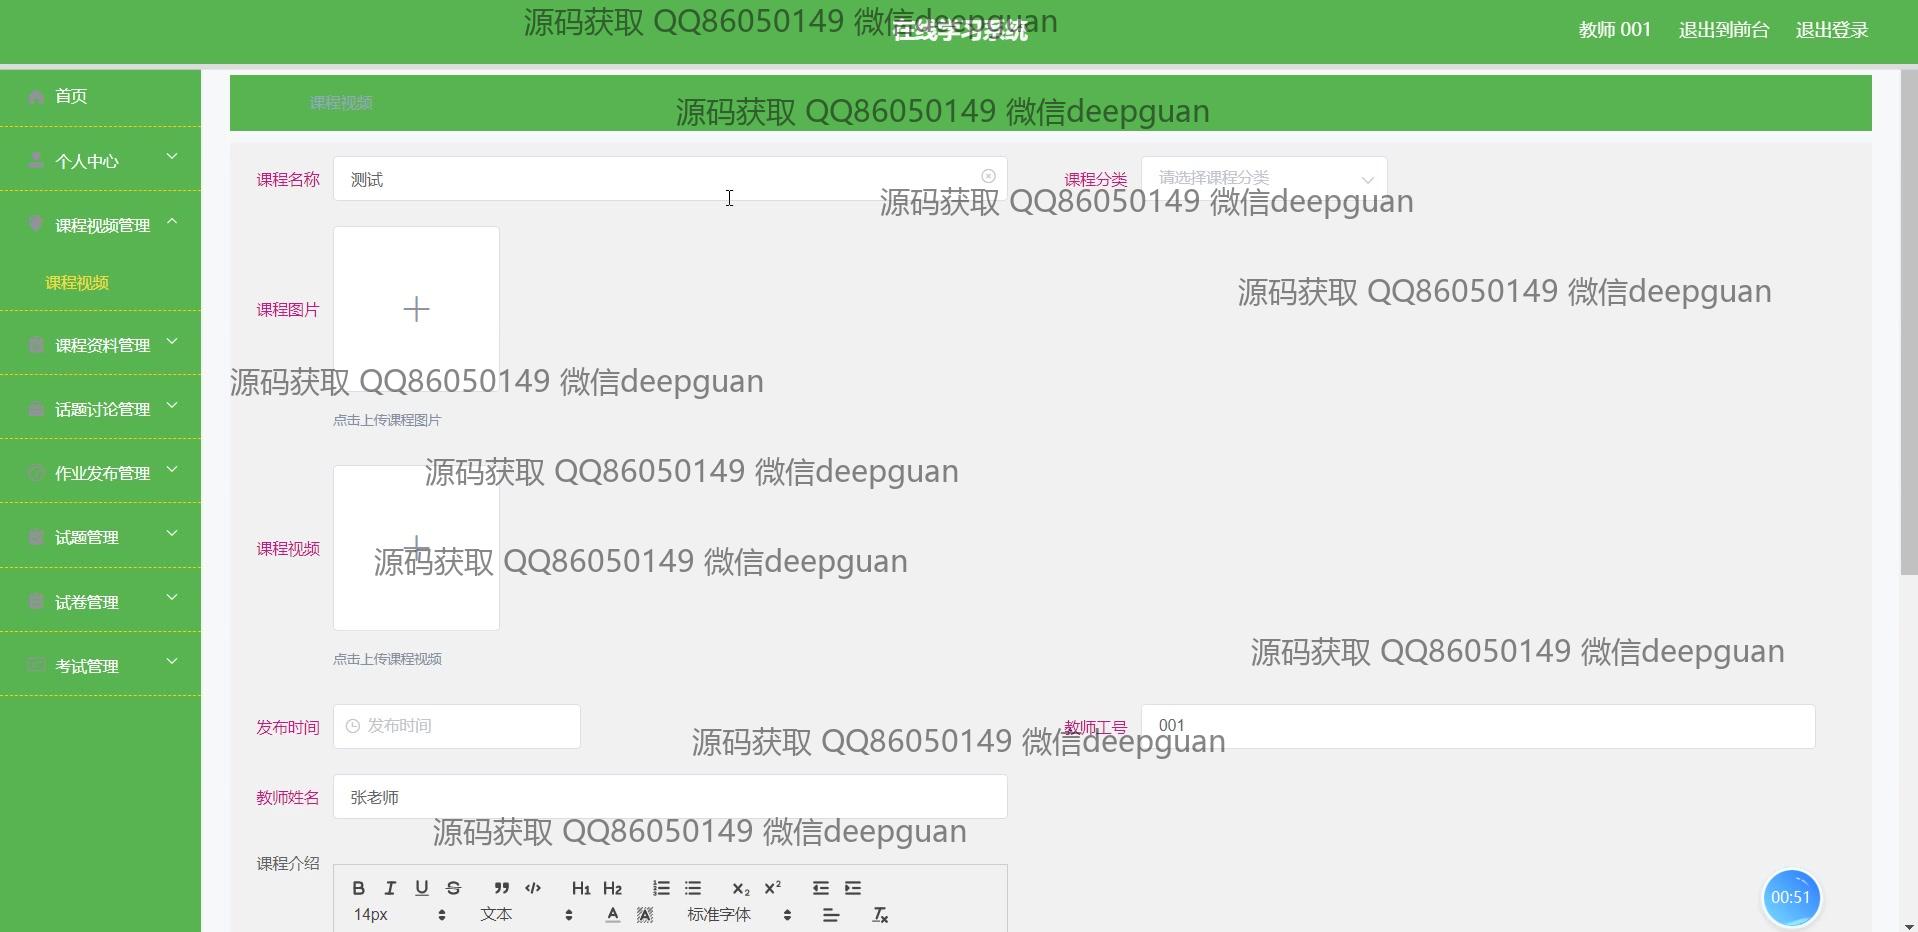 源码获取 QQ86050149 微信deepguan
在线学习系统
教师 001 退出到前台 退出登录
首页
课程视频
源码获取 QQ86050149 微信deepguan
个人中心
课程名称 测试 课程分类 请选择课程分类
源码获取 QQ86050149 微信deepguan
课程视频管理
课程视频
源码获取 QQ86050149 微信deepguan
课程图片
课程资料管理
源码获取 QQ86050149 微信deepguan
话题讨论管理
点击上传课程图片
作业发布管理
源码获取 QQ86050149 微信deepguan
试题管理
课程视频
源码获取 QQ86050149 微信deepguan
试卷管理
源码获取 QQ86050149 微信deepguan
考试管理
点击上传课程视频
发布时间 发布时间 教师工号 001
源码获取 QQ86050149 微信deepguan
教师姓名 张老师
源码获取 QQ86050149 微信deepguan
课程介绍
B I U S H1 H2 x2 x2
00:51
14px 文本 A A 标准字体 Tx